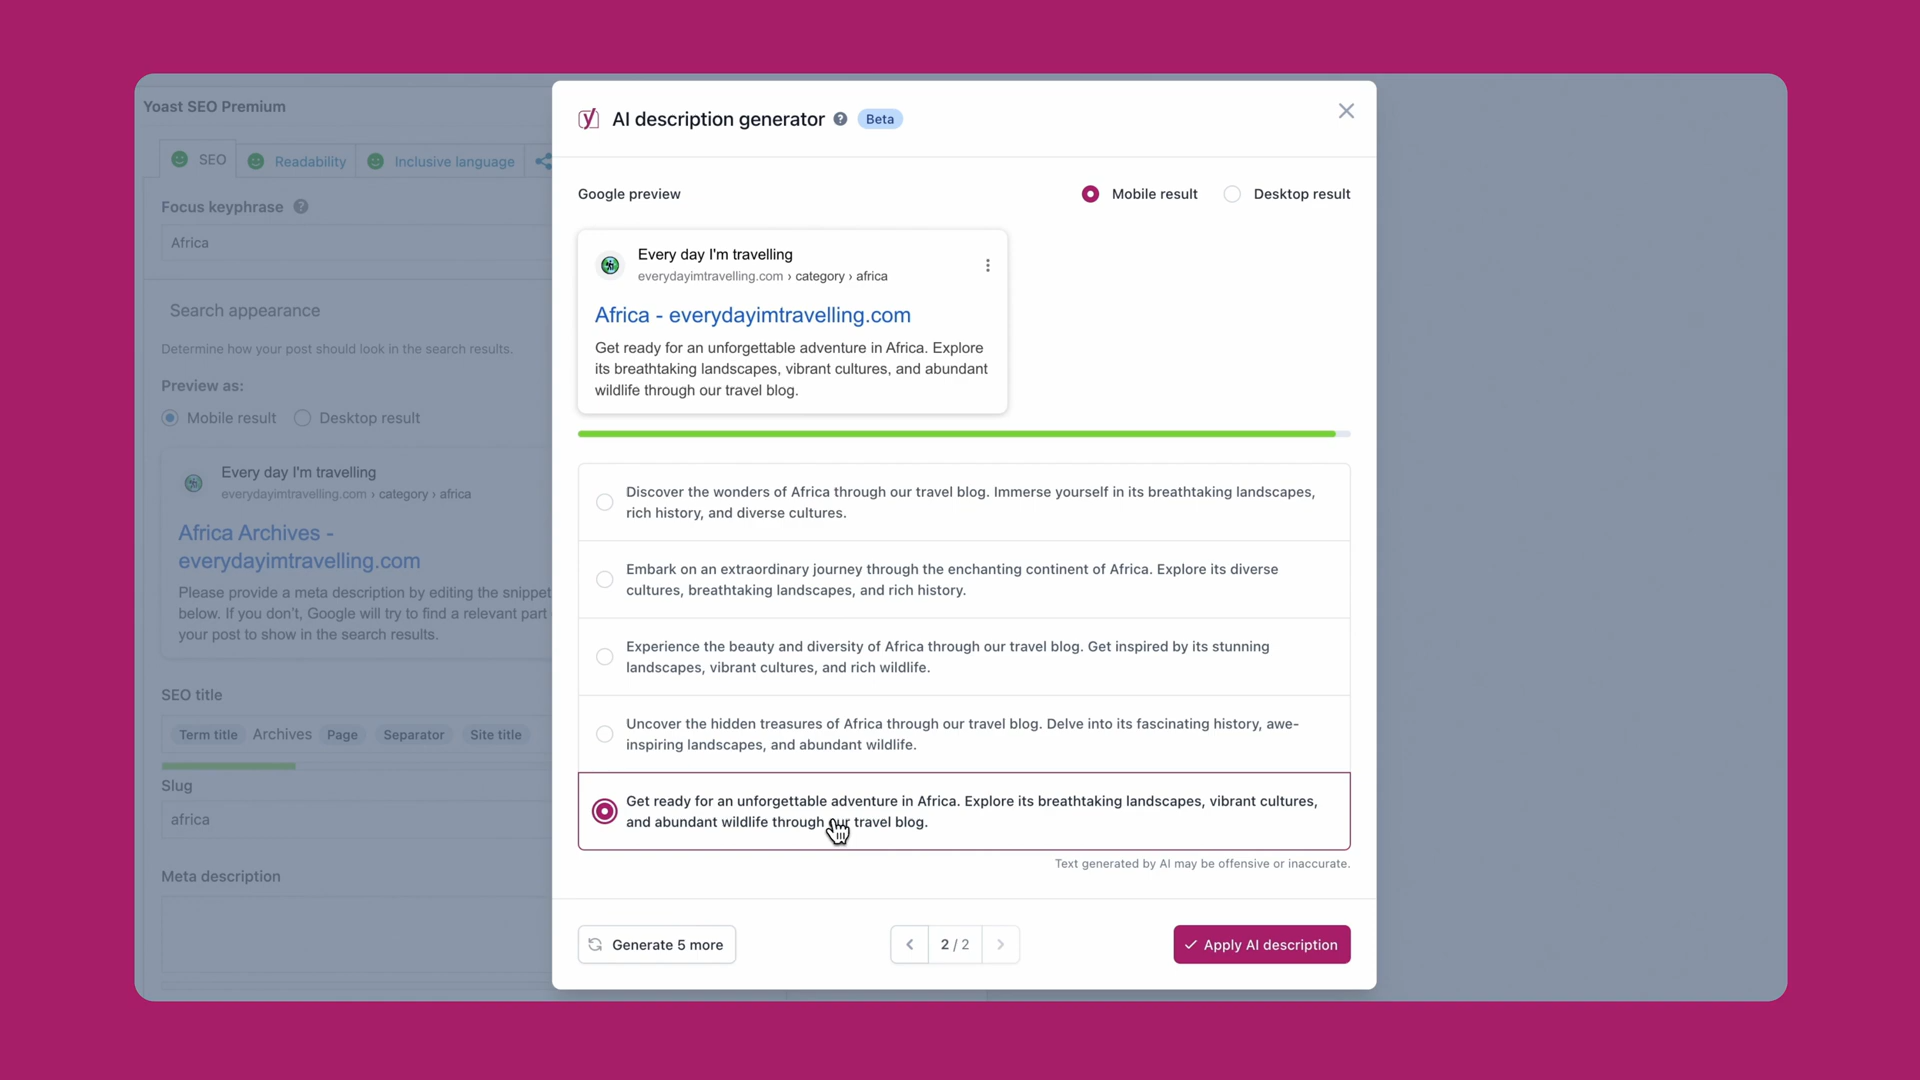 Yoast SEO Premium
SEO
Readability
Inclusive language
Focus keyphrase ?
Africa
Search appearance
Determine how your post should look in the search results.
Preview as:
Mobile result
Desktop result
Every day I'm travelling
everydayimtravelling.com › category › africa
Africa Archives -
everydayimtravelling.com
Please provide a meta description by editing the snippet
below. If you don't, Google will try to find a relevant part
your post to show in the search results.
SEO title
Term title Archives Page Separator Site title
Slug
africa
Meta description
y AI description generator ? Beta
Google preview
Mobile result
Desktop result
Every day I'm travelling
everydayimtravelling.com › category › africa
Africa - everydayimtravelling.com
Get ready for an unforgettable adventure in Africa. Explore
its breathtaking landscapes, vibrant cultures, and abundant
wildlife through our travel blog.
Discover the wonders of Africa through our travel blog. Immerse yourself in its breathtaking landscapes,
rich history, and diverse cultures.
Embark on an extraordinary journey through the enchanting continent of Africa. Explore its diverse
cultures, breathtaking landscapes, and rich history.
Experience the beauty and diversity of Africa through our travel blog. Get inspired by its stunning
landscapes, vibrant cultures, and rich wildlife.
Uncover the hidden treasures of Africa through our travel blog. Delve into its fascinating history, awe-
inspiring landscapes, and abundant wildlife.
Get ready for an unforgettable adventure in Africa. Explore its breathtaking landscapes, vibrant cultures,
and abundant wildlife through our travel blog.
Text generated by AI may be offensive or inaccurate.
Generate 5 more
2 / 2
Apply AI description